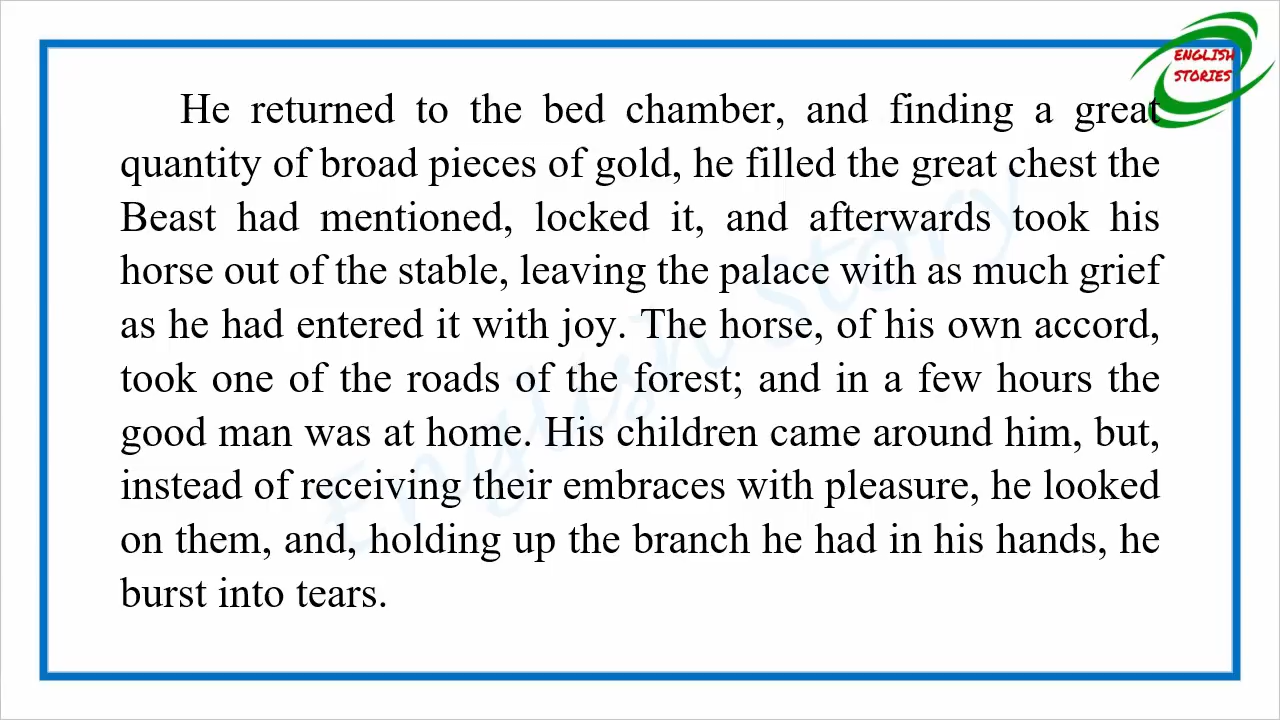 ENGLISH
STORIES
He returned to the bed chamber, and finding a great
quantity of broad pieces of gold, he filled the great chest the
Beast had mentioned, locked it, and afterwards took his
horse out of the stable, leaving the palace with as much grief
as he had entered it with joy. The horse, of his own accord,
took one of the roads of the forest; and in a few hours the
good man was at home. His children came around him, but,
instead of receiving their embraces with pleasure, he looked
on them, and, holding up the branch he had in his hands, he
burst into tears.
English Story